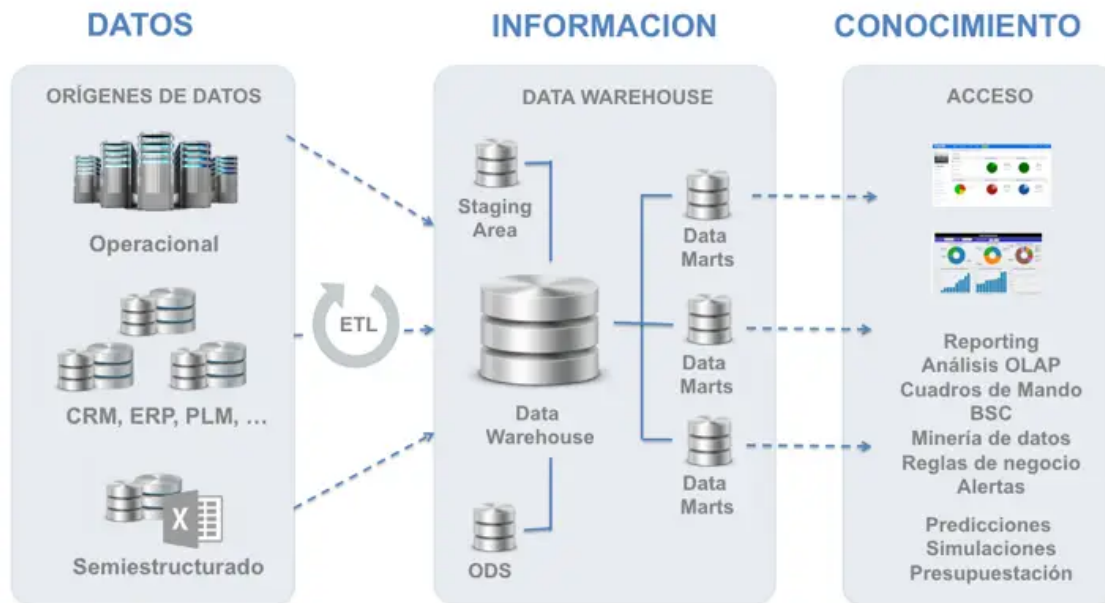 DATOS
INFORMACION
CONOCIMIENTO
ORÍGENES DE DATOS
Operacional
CRM, ERP, PLM, ...
Semiestructurado
ETL
DATA WAREHOUSE
Staging
Area
Data
Warehouse
ODS
Data
Marts
Data
Marts
Data
Marts
ACCESO
Reporting
Análisis OLAP
Cuadros de Mando
BSC
Minería de datos
Reglas de negocio
Alertas
Predicciones
Simulaciones
Presupuestación